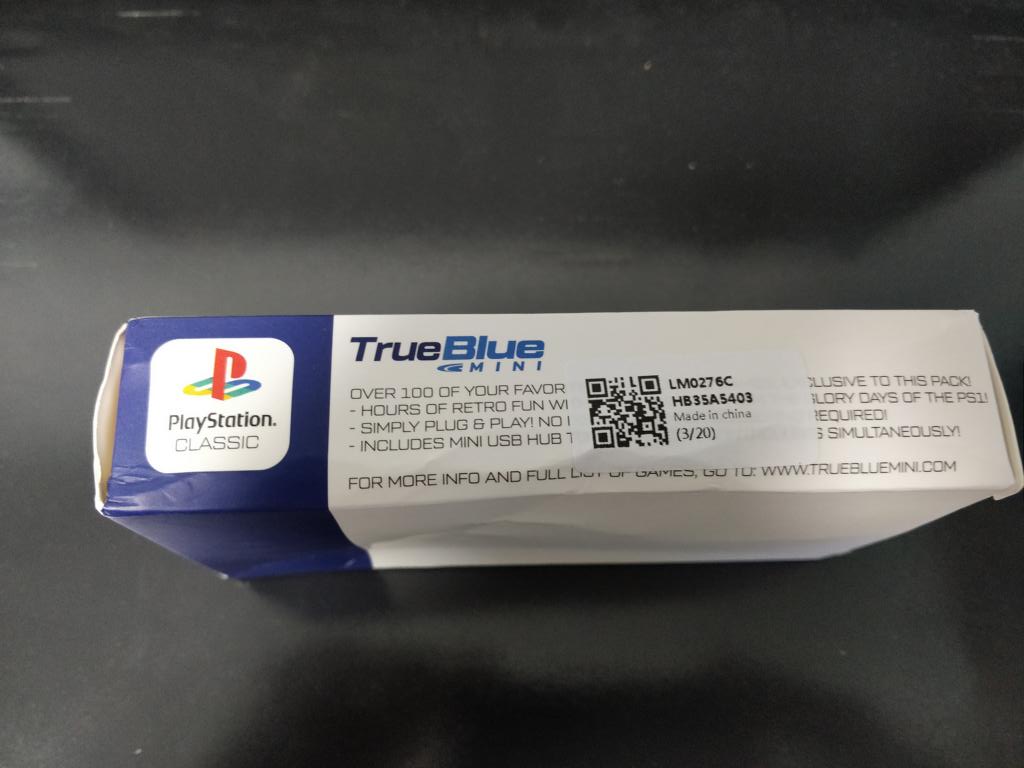 PlayStation.
CLASSIC
TrueBlue
MINI
OVER 100 OF YOUR FAVOR
CLUSIVE TO THIS PACK!
- HOURS OF RETRO FUN WI
GLORY DAYS OF THE PS1!
- SIMPLY PLUG & PLAY! NO
REQUIRED!
- INCLUDES MINI USB HUB T
S SIMULTANEOUSLY!
FOR MORE INFO AND FULL LIST OF GAMES, GO TO: WWW.TRUEBLUEMINI.COM
LM0276C
HB35A5403
Made in china
(3/20)